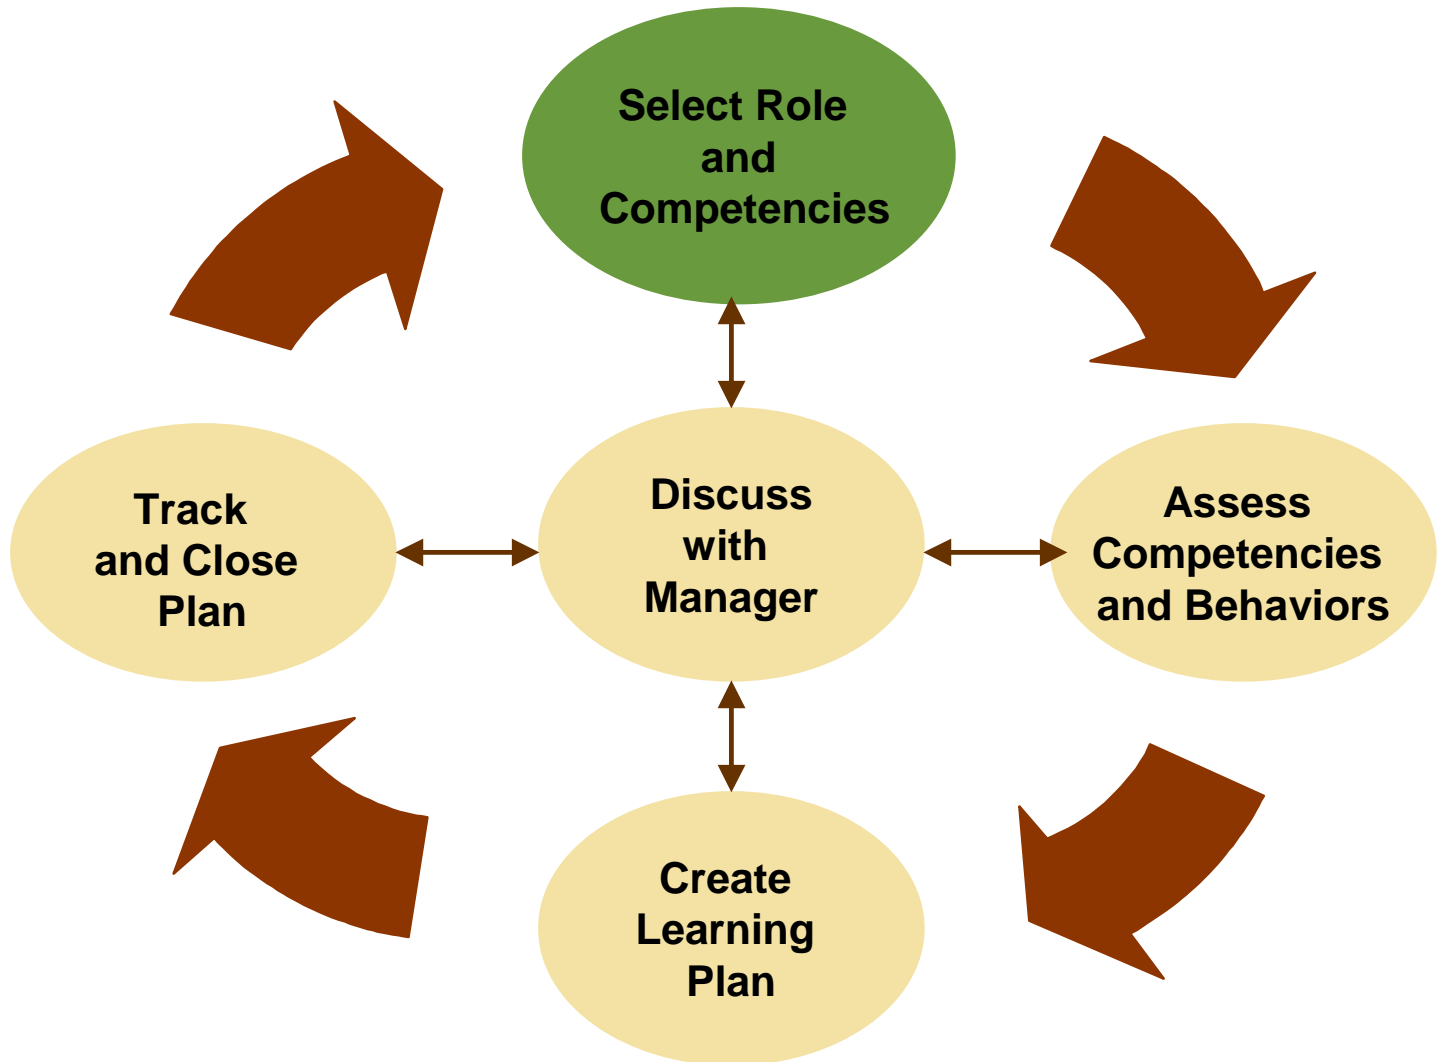 Select Role
and
Competencies
Track
and Close
Plan
Discuss
with
Manager
Assess
Competencies
and Behaviors
Create
Learning
Plan